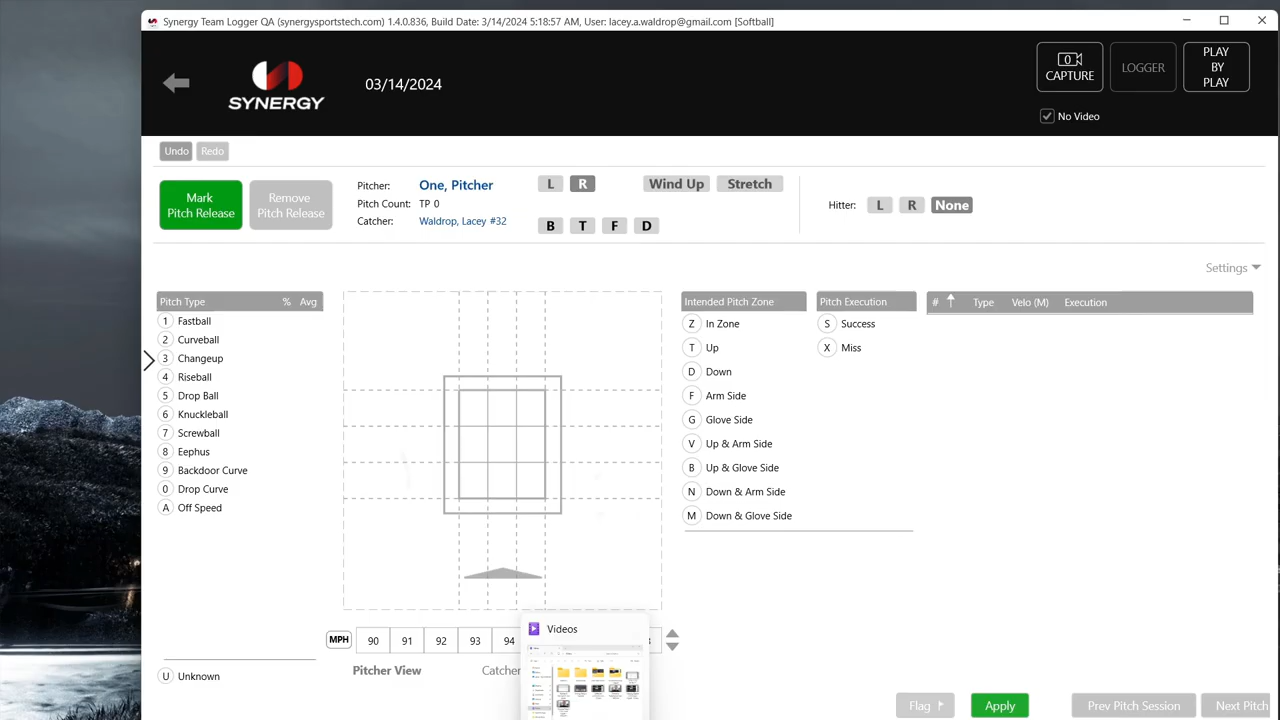 Synergy Team Logger QA (synergysportstech.com) 1.4.0.836, Build Date: 3/14/2024 5:18:57 AM, User: lacey.a.waldrop@gmail.com [Softball]
SYNERGY
03/14/2024
0
CAPTURE
LOGGER
PLAY
BY
PLAY
No Video
Undo Redo
Mark
Pitch Release
Remove
Pitch Release
Pitcher: One, Pitcher
Pitch Count: TP 0
Catcher: Waldrop, Lacey #32
L R
Wind Up Stretch
B T F D
Hitter: L R None
Settings
Pitch Type % Avg
1 Fastball
2 Curveball
3 Changeup
4 Riseball
5 Drop Ball
6 Knuckleball
7 Screwball
8 Eephus
9 Backdoor Curve
0 Drop Curve
A Off Speed
U Unknown
MPH 90 91 92 93 94
Pitcher View Catcher
Videos
Intended Pitch Zone
Z In Zone
T Up
D Down
F Arm Side
G Glove Side
V Up & Arm Side
B Up & Glove Side
N Down & Arm Side
M Down & Glove Side
Pitch Execution
S Success
X Miss
# Type Velo (M) Execution
Flag Apply Prev Pitch Session Next Pitch